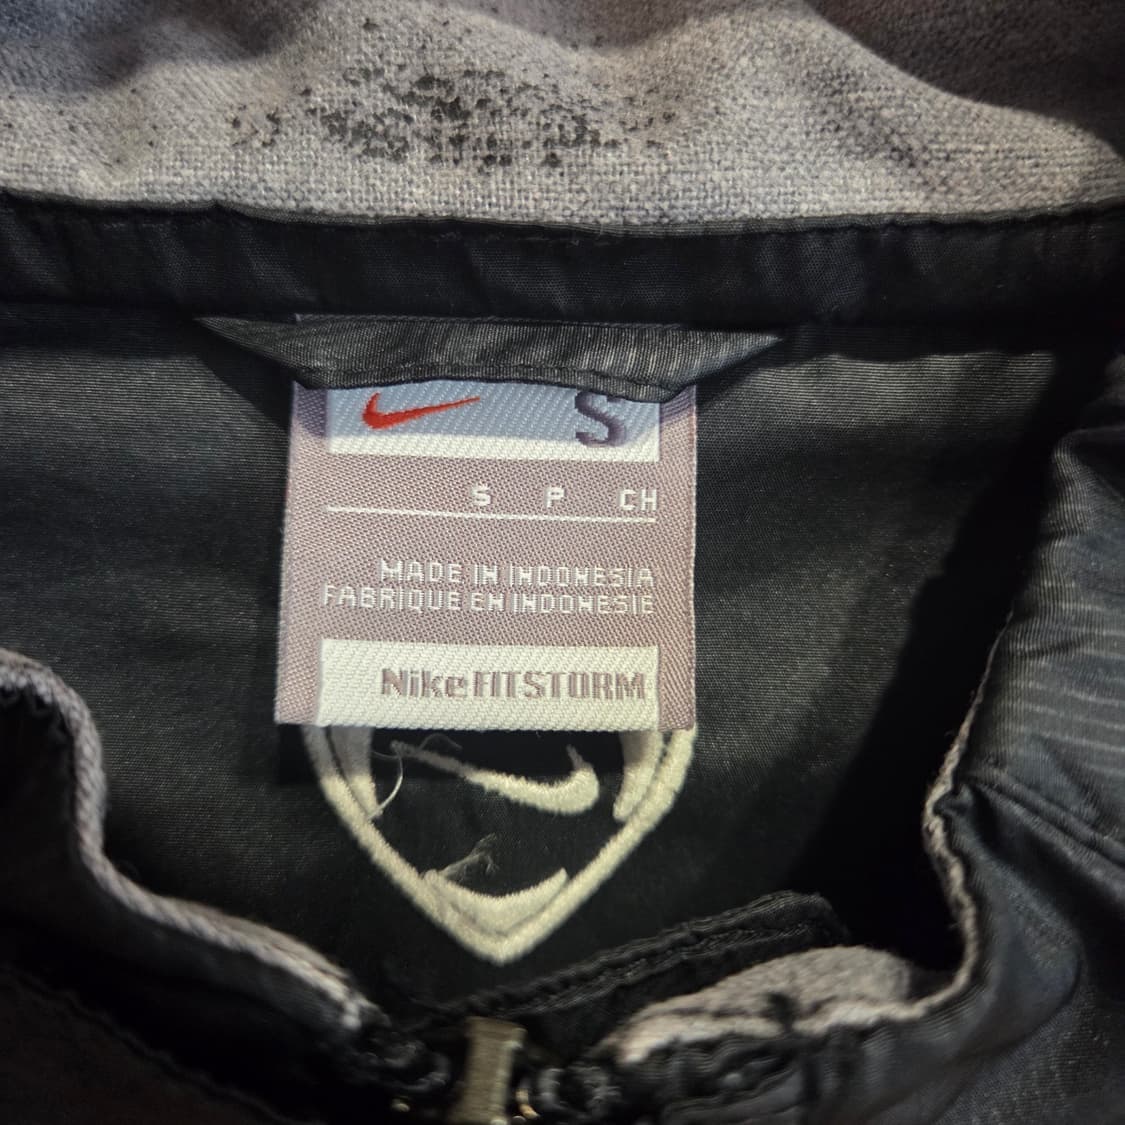 S
S P CH
MADE IN INDONESIA
FABRIQUE EN INDONESIE
Nike FITSTORM